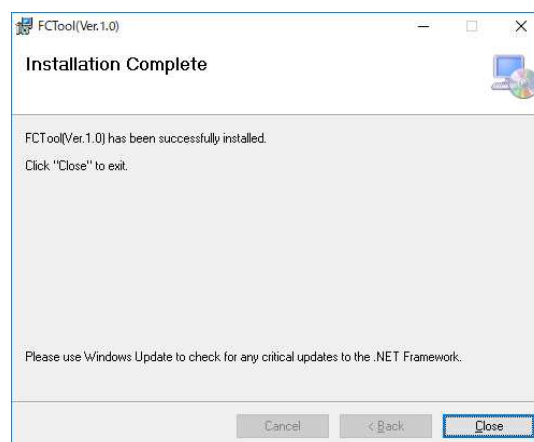 FCTool(Ver.1.0)
Installation Complete
FCTool(Ver.1.0) has been successfully installed.
Click "Close" to exit.
Please use Windows Update to check for any critical updates to the .NET Framework.
Cancel < Back Close